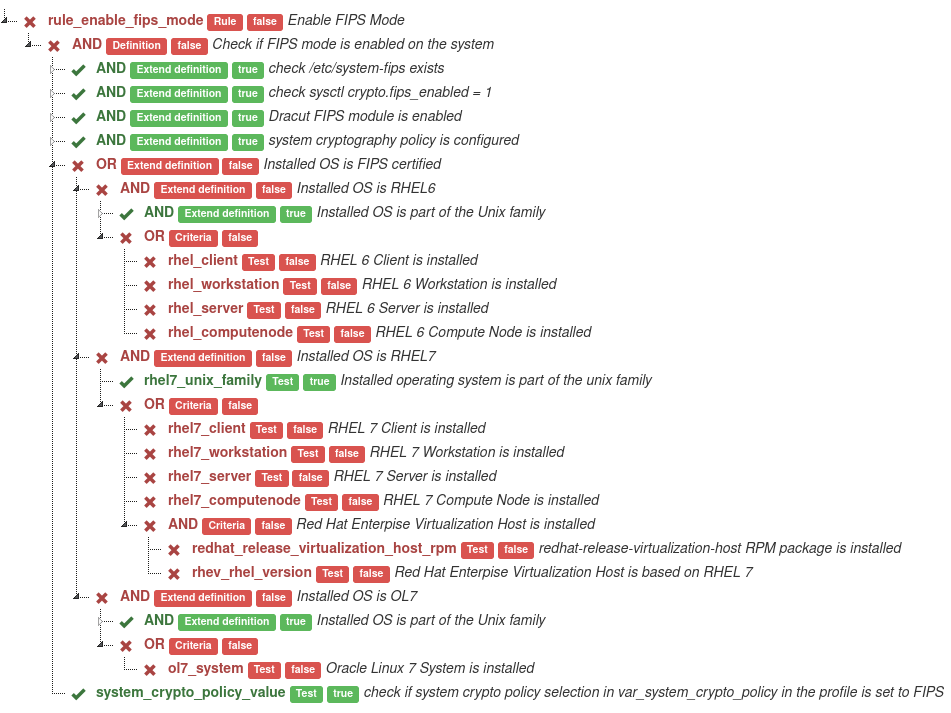 rule_enable_fips_mode Rule false Enable FIPS Mode
AND Definition false Check if FIPS mode is enabled on the system
AND Extend definition true check /etc/system-fips exists
AND Extend definition true check sysctl crypto.fips_enabled = 1
AND Extend definition true Dracut FIPS module is enabled
AND Extend definition true system cryptography policy is configured
OR Extend definition false Installed OS is FIPS certified
AND Extend definition false Installed OS is RHEL6
AND Extend definition true Installed OS is part of the Unix family
OR Criteria false
rhel_client Test false RHEL 6 Client is installed
rhel_workstation Test false RHEL 6 Workstation is installed
rhel_server Test false RHEL 6 Server is installed
rhel_computenode Test false RHEL 6 Compute Node is installed
AND Extend definition false Installed OS is RHEL7
rhel7_unix_family Test true Installed operating system is part of the unix family
OR Criteria false
rhel7_client Test false RHEL 7 Client is installed
rhel7_workstation Test false RHEL 7 Workstation is installed
rhel7_server Test false RHEL 7 Server is installed
rhel7_computenode Test false RHEL 7 Compute Node is installed
AND Criteria false Red Hat Enterpise Virtualization Host is installed
redhat_release_virtualization_host_rpm Test false redhat-release-virtualization-host RPM package is installed
rhev_rhel_version Test false Red Hat Enterpise Virtualization Host is based on RHEL 7
AND Extend definition false Installed OS is OL7
AND Extend definition true Installed OS is part of the Unix family
OR Criteria false
ol7_system Test false Oracle Linux 7 System is installed
system_crypto_policy_value Test true check if system crypto policy selection in var_system_crypto_policy in the profile is set to FIPS